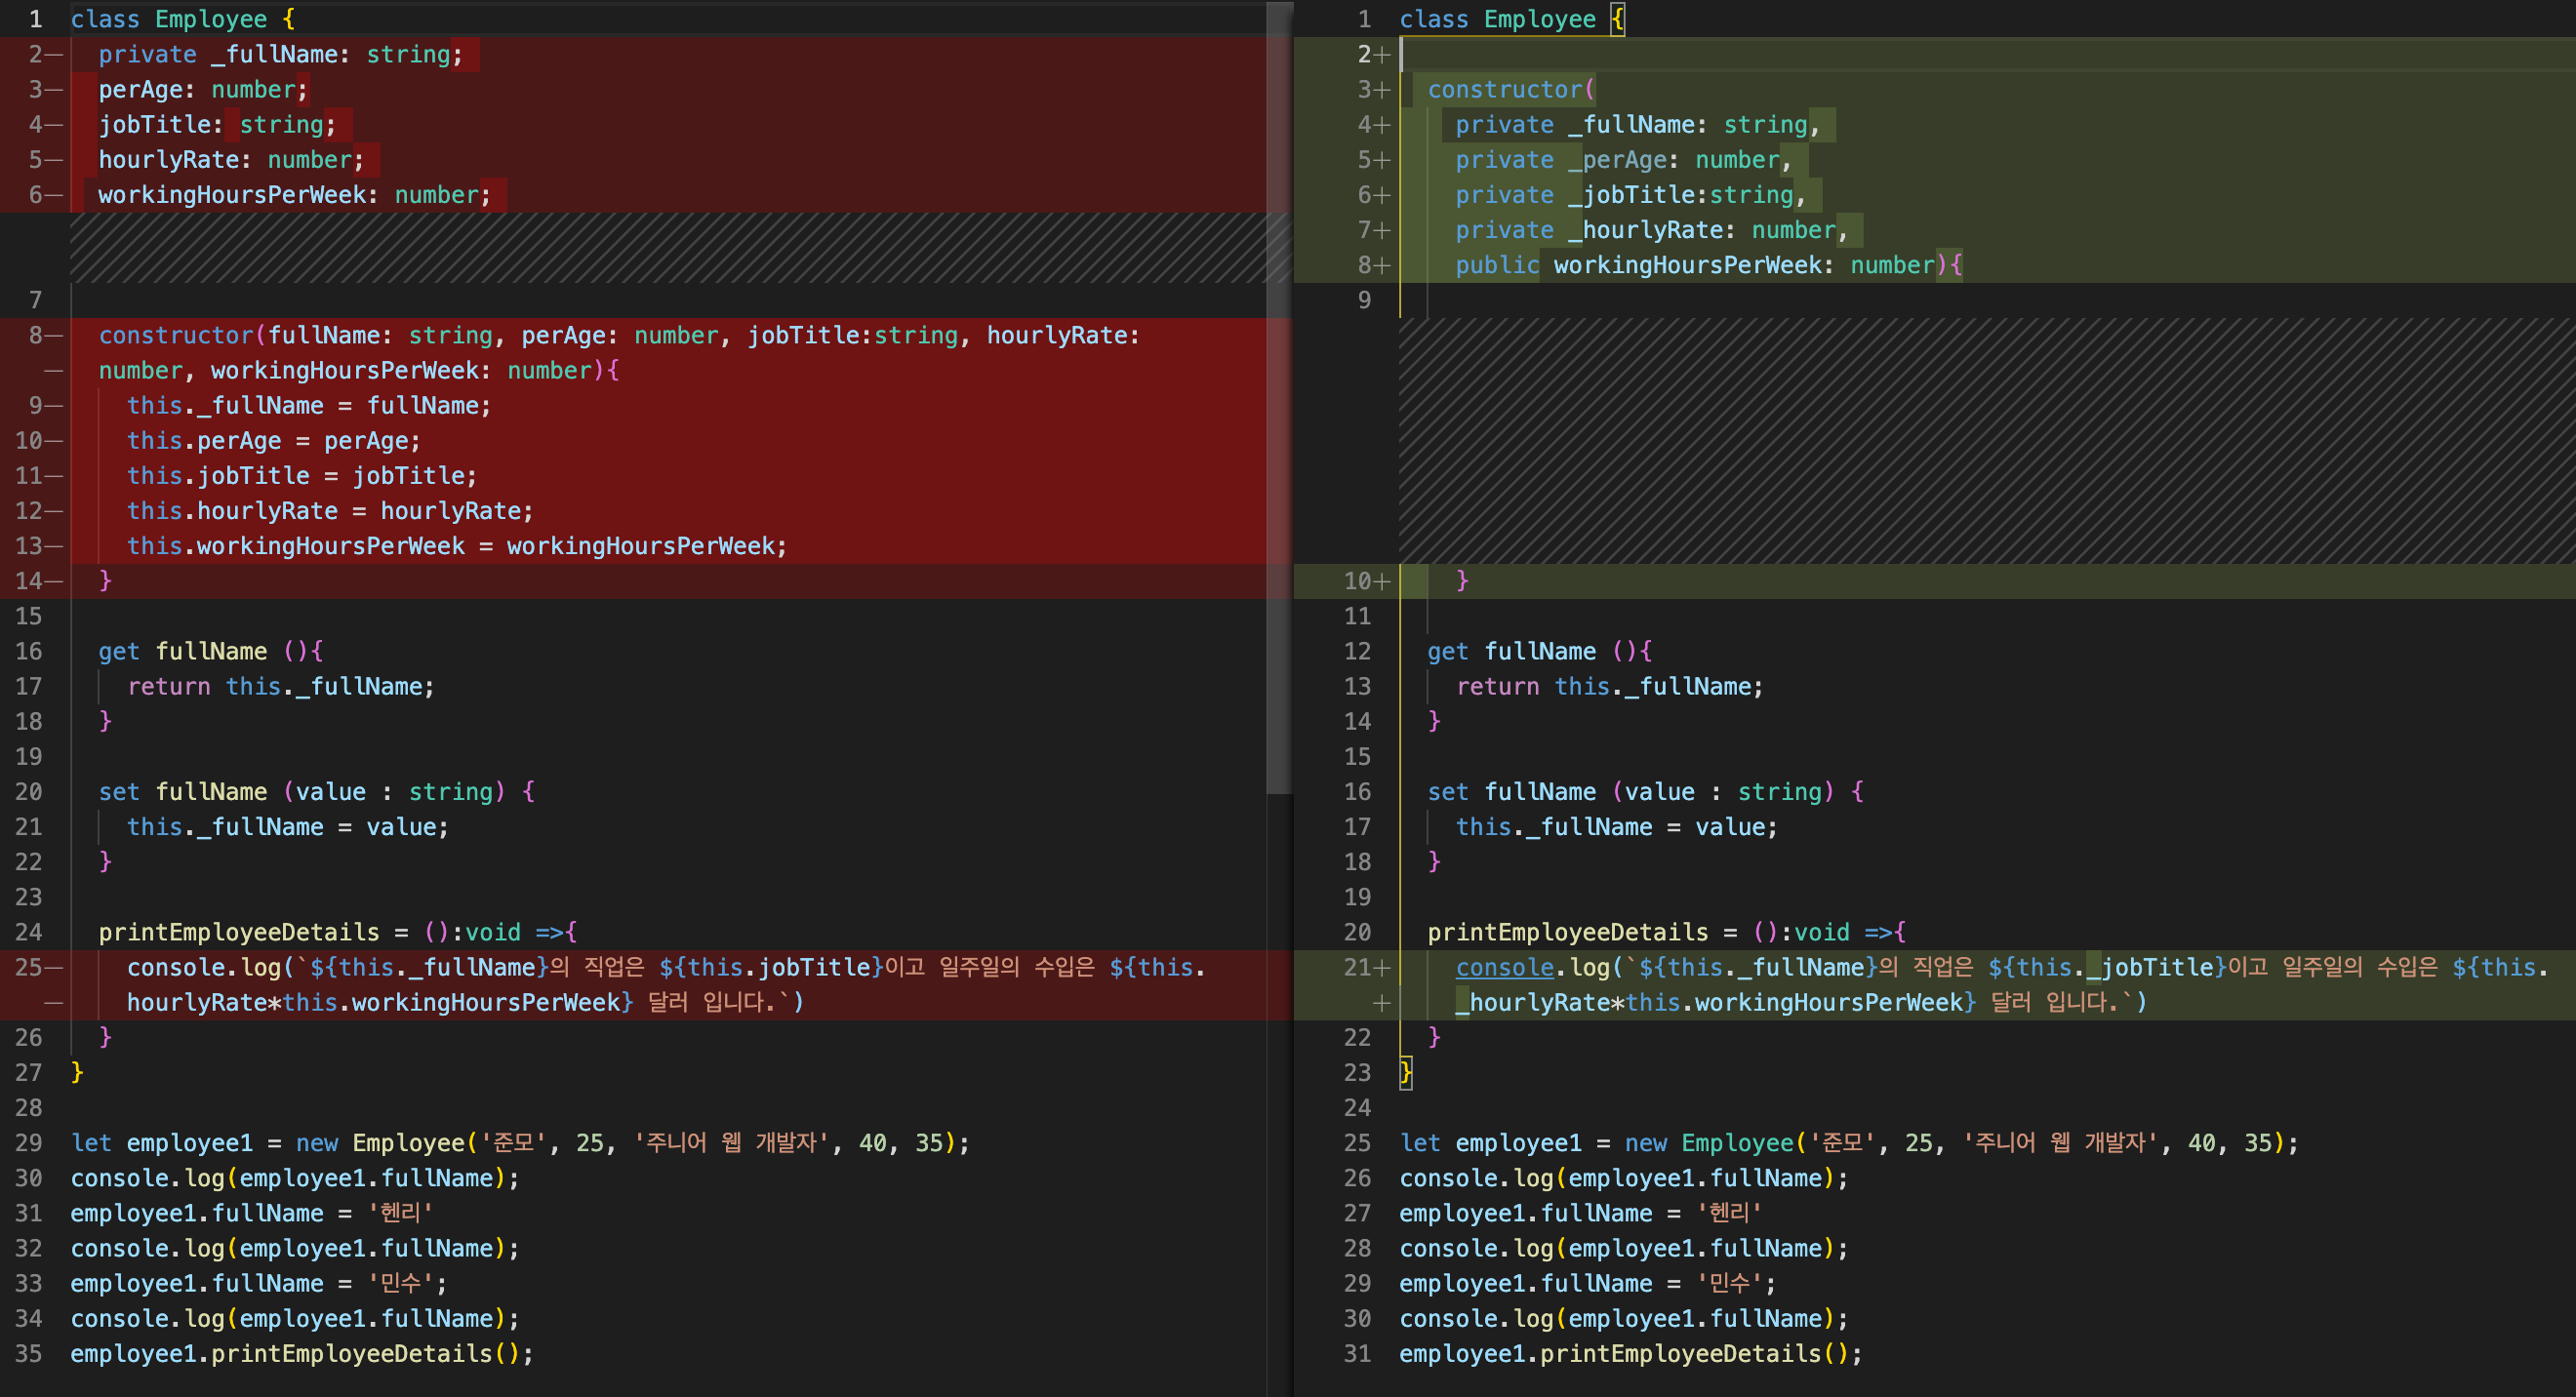 1 class Employee {
2— private _fullName: string;
3— perAge: number;
4— jobTitle: string;
5— hourlyRate: number;
6— workingHoursPerWeek: number;
7
8— constructor(fullName: string, perAge: number, jobTitle:string, hourlyRate:
— number, workingHoursPerWeek: number){
9— this._fullName = fullName;
10— this.perAge = perAge;
11— this.jobTitle = jobTitle;
12— this.hourlyRate = hourlyRate;
13— this.workingHoursPerWeek = workingHoursPerWeek;
14— }
15
16 get fullName (){
17 return this._fullName;
18 }
19
20 set fullName (value : string) {
21 this._fullName = value;
22 }
23
24 printEmployeeDetails = ():void =>{
25— console.log(`${this._fullName}의 직업은 ${this.jobTitle}이고 일주일의 수입은 ${this.
— hourlyRate*this.workingHoursPerWeek} 달러 입니다.`)
26 }
27 }
28
29 let employee1 = new Employee('준모', 25, '주니어 웹 개발자', 40, 35);
30 console.log(employee1.fullName);
31 employee1.fullName = '헨리'
32 console.log(employee1.fullName);
33 employee1.fullName = '민수';
34 console.log(employee1.fullName);
35 employee1.printEmployeeDetails();
1 class Employee {
2+
3+ constructor(
4+ private _fullName: string,
5+ private _perAge: number,
6+ private _jobTitle:string,
7+ private _hourlyRate: number,
8+ public workingHoursPerWeek: number){
9
10+ }
11
12 get fullName (){
13 return this._fullName;
14 }
15
16 set fullName (value : string) {
17 this._fullName = value;
18 }
19
20 printEmployeeDetails = ():void =>{
21+ console.log(`${this._fullName}의 직업은 ${this._jobTitle}이고 일주일의 수입은 ${this.
+ _hourlyRate*this.workingHoursPerWeek} 달러 입니다.`)
22 }
23 }
24
25 let employee1 = new Employee('준모', 25, '주니어 웹 개발자', 40, 35);
26 console.log(employee1.fullName);
27 employee1.fullName = '헨리'
28 console.log(employee1.fullName);
29 employee1.fullName = '민수';
30 console.log(employee1.fullName);
31 employee1.printEmployeeDetails();